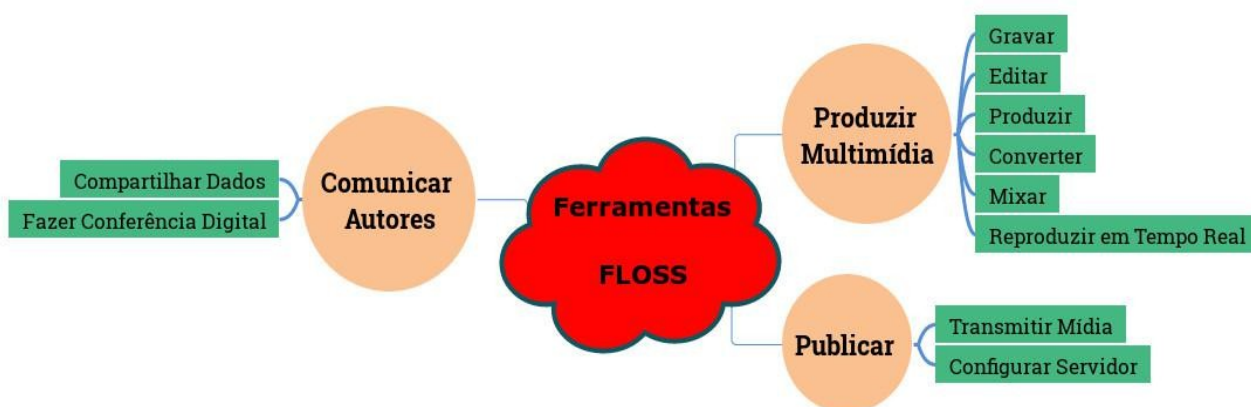 Gravar
Editar
Produzir
Multimídia
Produzir
Converter
Mixar
Reproduzir em Tempo Real
Comunicar
Autores
Compartilhar Dados
Fazer Conferência Digital
Ferramentas
FLOSS
Publicar
Transmitir Mídia
Configurar Servidor